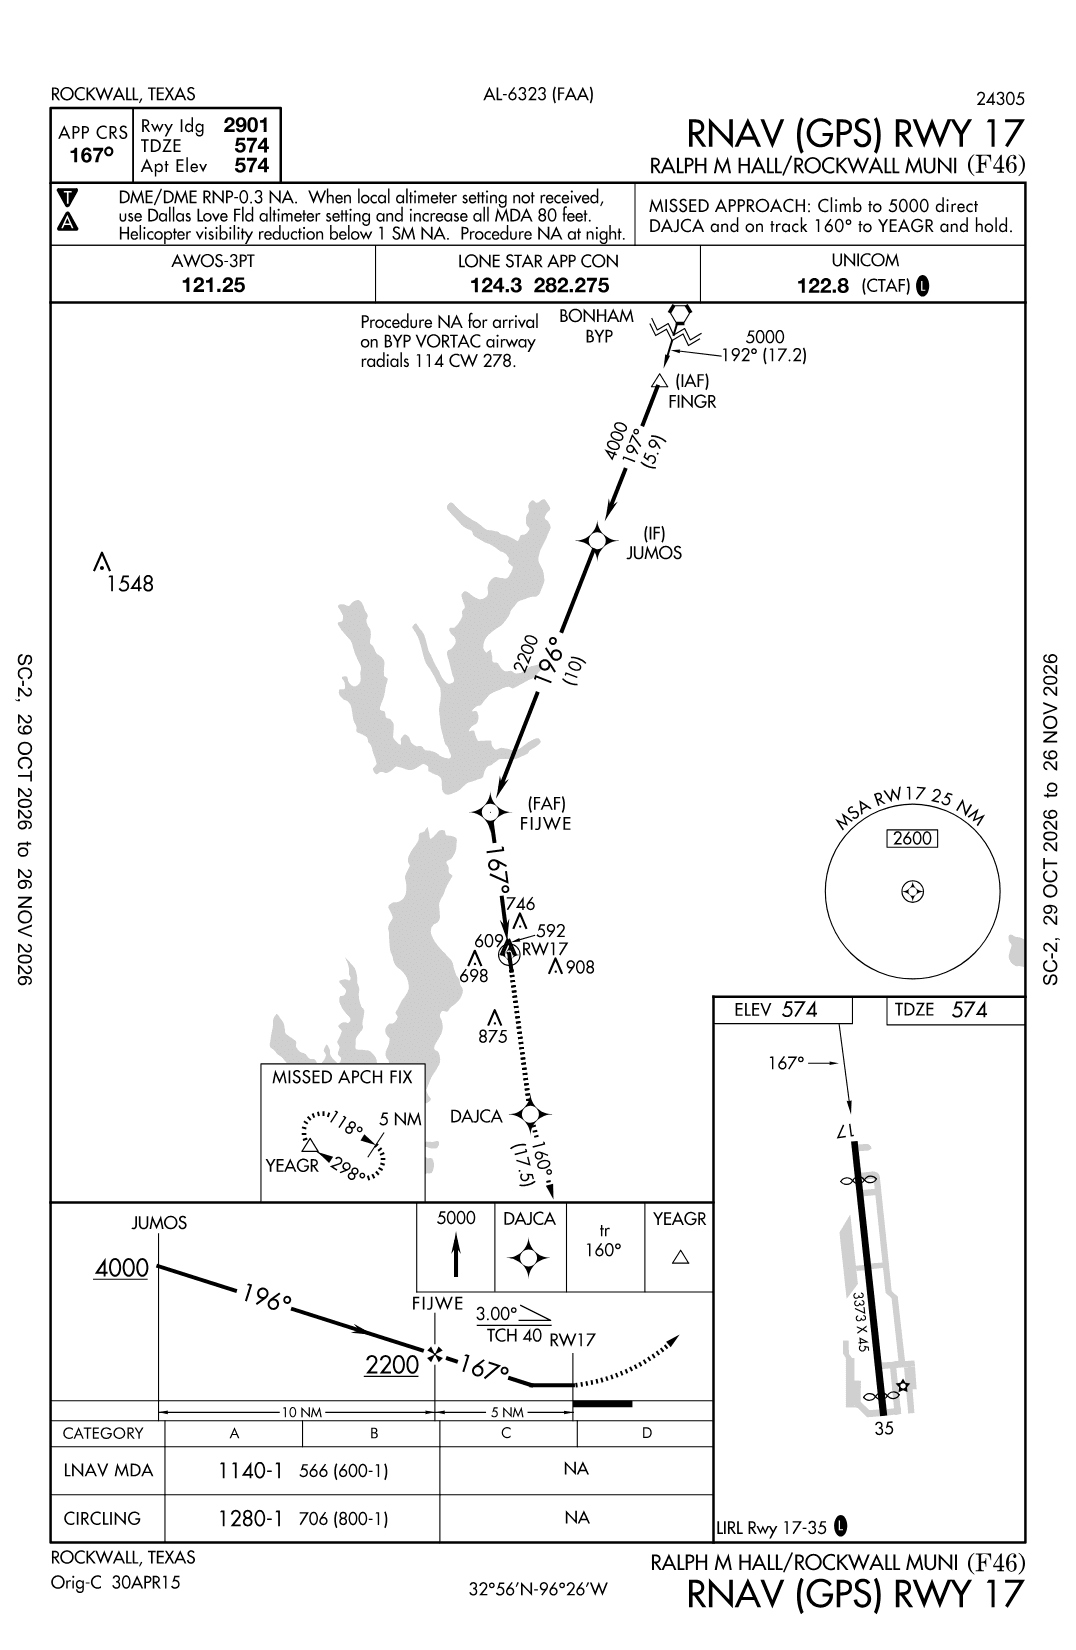 ROCKWALL, TEXAS
AL-6323 (FAA)
24305
APP CRS
167°
Rwy Idg 2901
TDZE 574
Apt Elev 574
RNAV (GPS) RWY 17
RALPH M HALL/ROCKWALL MUNI (F46)
T
A
DME/DME RNP-0.3 NA. When local altimeter setting not received,
use Dallas Love Fld altimeter setting and increase all MDA 80 feet.
Helicopter visibility reduction below 1 SM NA. Procedure NA at night.
MISSED APPROACH: Climb to 5000 direct
DAJCA and on track 160° to YEAGR and hold.
AWOS-3PT
121.25
LONE STAR APP CON
124.3 282.275
UNICOM
122.8 (CTAF) L
Procedure NA for arrival
on BYP VORTAC airway
radials 114 CW 278.
BONHAM
BYP
5000
192° (17.2)
(IAF)
FINGR
4000
197°
(5.9)
(IF)
JUMOS
1548
2200
196°
(10)
(FAF)
FIJWE
167°
746
592
609
RW17
698
908
875
MSA RW17 25 NM
2600
MISSED APCH FIX
118°
5 NM
YEAGR
298°
DAJCA
160°
(17.5)
ELEV 574
TDZE 574
167°
17
3373 X 45
35
LIRL Rwy 17-35 L
JUMOS
4000
196°
5000
DAJCA
tr
160°
YEAGR
FIJWE
3.00°
TCH 40
RW17
2200
167°
10 NM
5 NM
CATEGORY A B C D
LNAV MDA 1140-1 566 (600-1) NA
CIRCLING 1280-1 706 (800-1) NA
ROCKWALL, TEXAS
Orig-C 30APR15
32°56'N-96°26'W
RALPH M HALL/ROCKWALL MUNI (F46)
RNAV (GPS) RWY 17
SC-2, 29 OCT 2026 to 26 NOV 2026
SC-2, 29 OCT 2026 to 26 NOV 2026